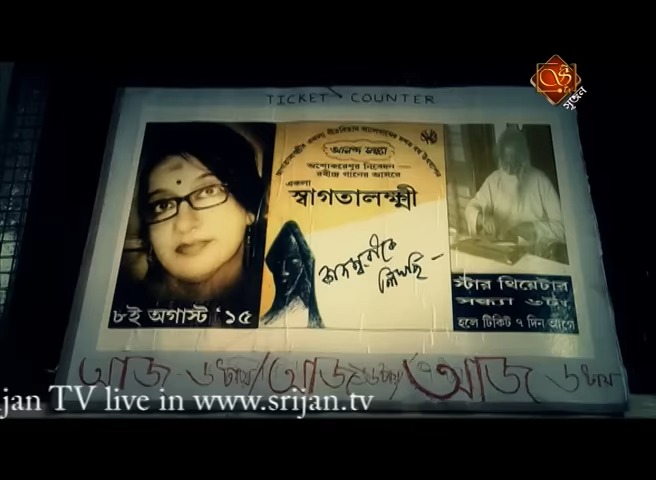 সৃজন
TICKET COUNTER
আনন্দ সন্ধ্যা
রবীন্দ্র গানের আসরে
একলা
স্বাগতালক্ষ্মী
কাদম্বরীকে
লিখছি –
৮ই অগাস্ট '১৫
স্টার থিয়েটার
সন্ধ্যা ৬টা
হলে টিকিট ৭ দিন আগে
আজ ৬টায় / আজ ৬টায় / আজ ৬টায়
jan TV live in www.srijan.tv